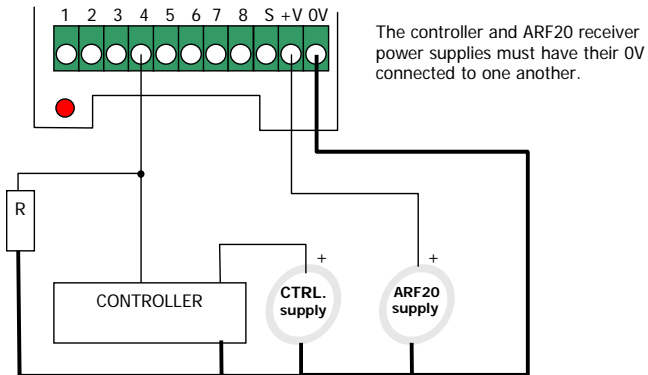 1 2 3 4 5 6 7 8 S +V 0V
The controller and ARF20 receiver
power supplies must have their 0V
connected to one another.
R
+
+
CONTROLLER
CTRL.
supply
ARF20
supply